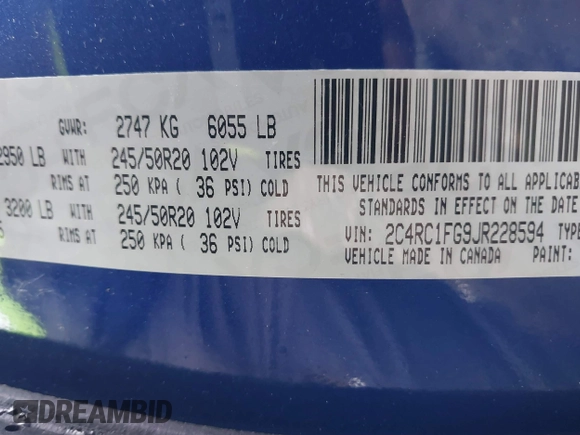 GVWR: 2747 KG 6055 LB
2950 LB WITH 245/50R20 102V TIRES
RIMS AT 250 KPA ( 36 PSI) COLD
3200 LB WITH 245/50R20 102V TIRES
RIMS AT 250 KPA ( 36 PSI) COLD
THIS VEHICLE CONFORMS TO ALL
STANDARDS IN EFFECT ON THE DATE
VIN: 2C4RC1FG9JR228594 TYPE
VEHICLE MADE IN CANADA PAINT:
DREAMBID